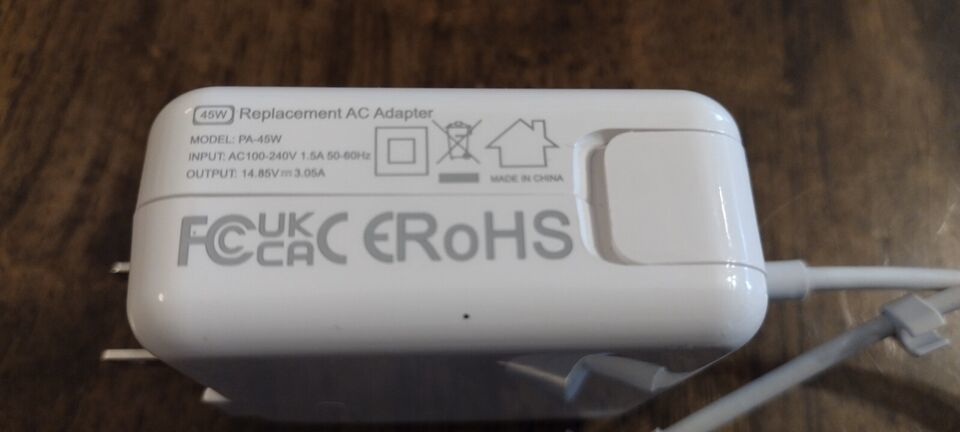 45W Replacement AC Adapter
MODEL: PA-45W
INPUT: AC100-240V 1.5A 50-60Hz
OUTPUT: 14.85V⎓3.05A
MADE IN CHINA
FC UK CA CE RoHS